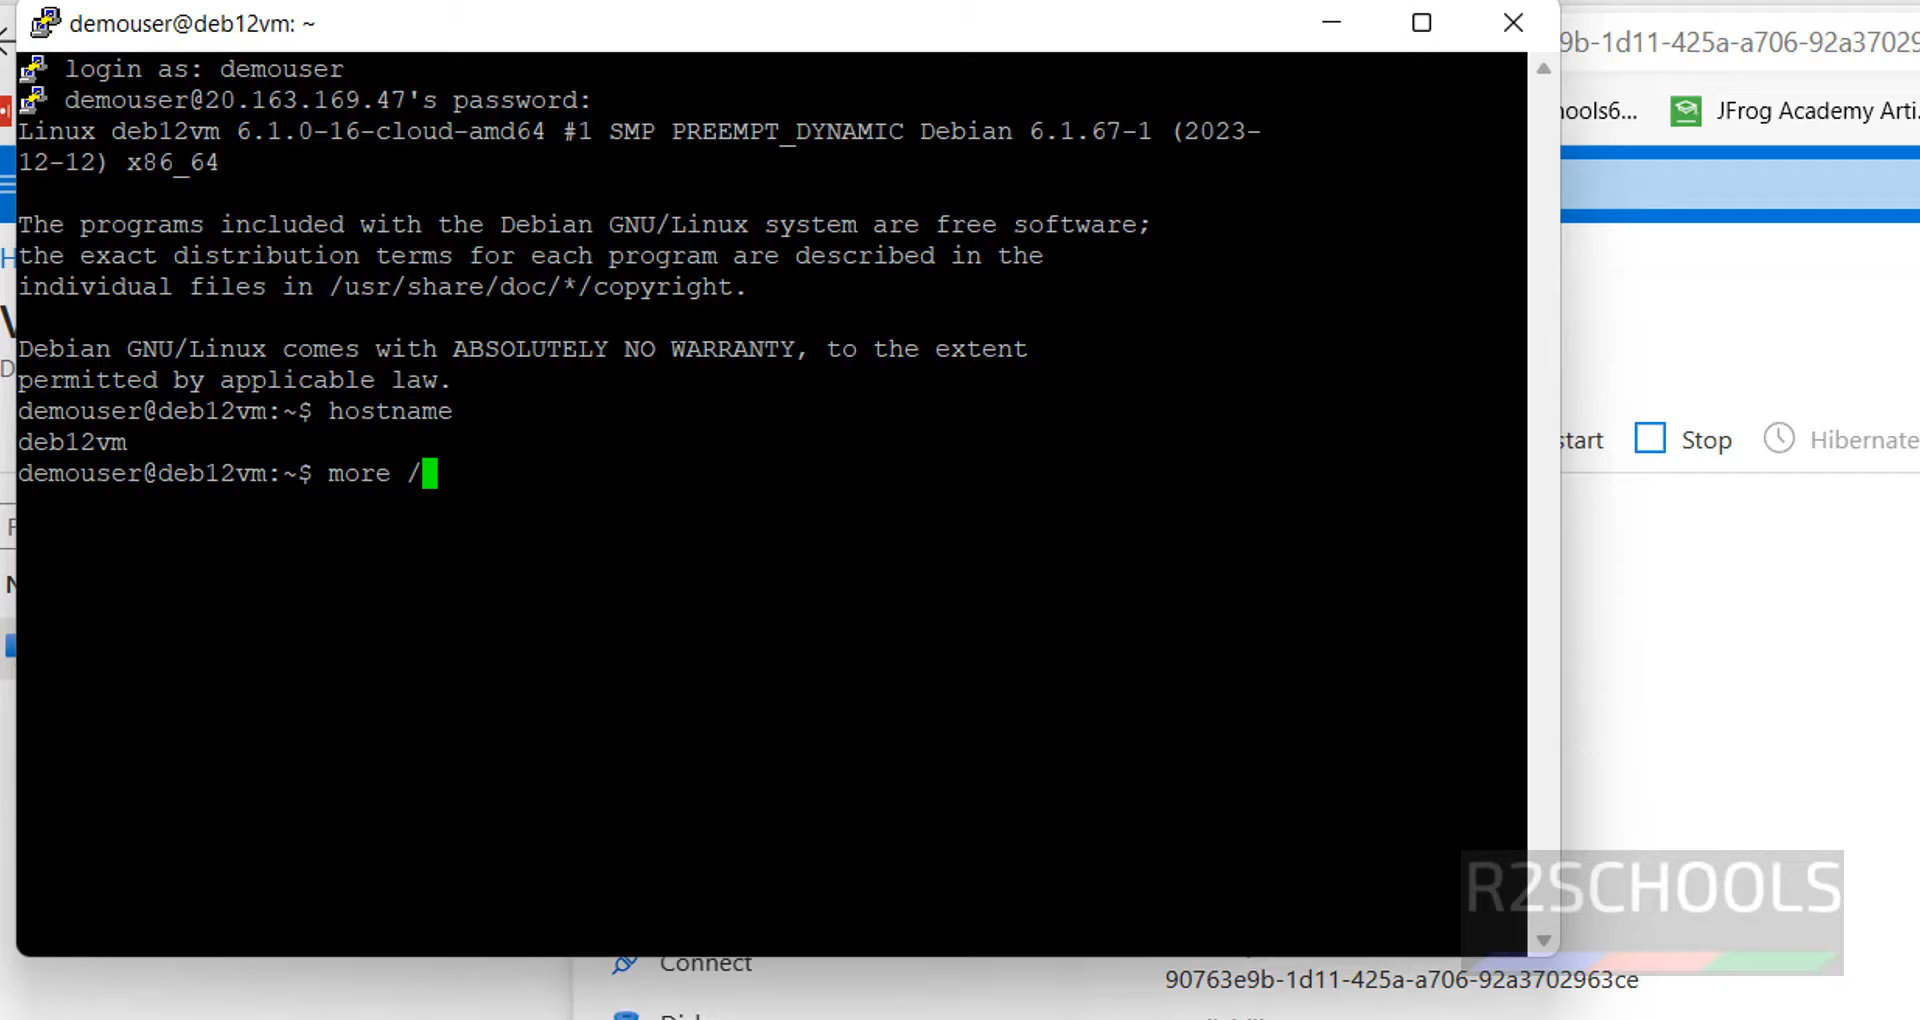 demouser@deb12vm: ~
9b-1d11-425a-a706-92a37029
login as: demouser
demouser@20.163.169.47's password:
Linux deb12vm 6.1.0-16-cloud-amd64 #1 SMP PREEMPT_DYNAMIC Debian 6.1.67-1 (2023-
12-12) x86_64
ools6...
JFrog Academy Arti
The programs included with the Debian GNU/Linux system are free software;
the exact distribution terms for each program are described in the
individual files in /usr/share/doc/*/copyright.
Debian GNU/Linux comes with ABSOLUTELY NO WARRANTY, to the extent
permitted by applicable law.
demouser@deb12vm:~$ hostname
deb12vm
demouser@deb12vm:~$ more /
start
Stop
Hibernate
R2SCHOOLS
Connect
90763e9b-1d11-425a-a706-92a3702963ce